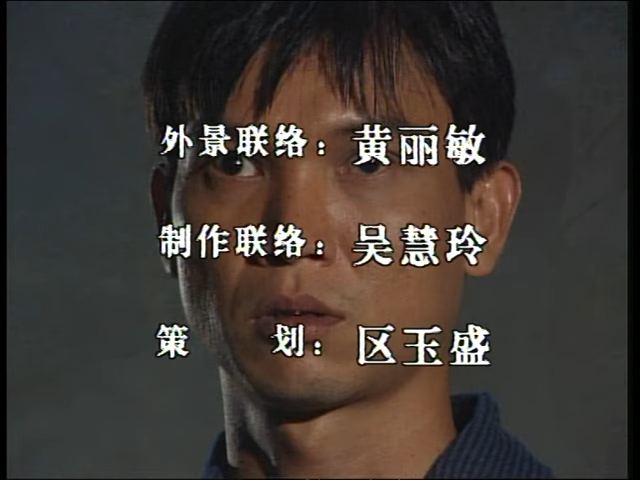 外景联络：黄丽敏
制作联络：吴慧玲
策　　划：区玉盛